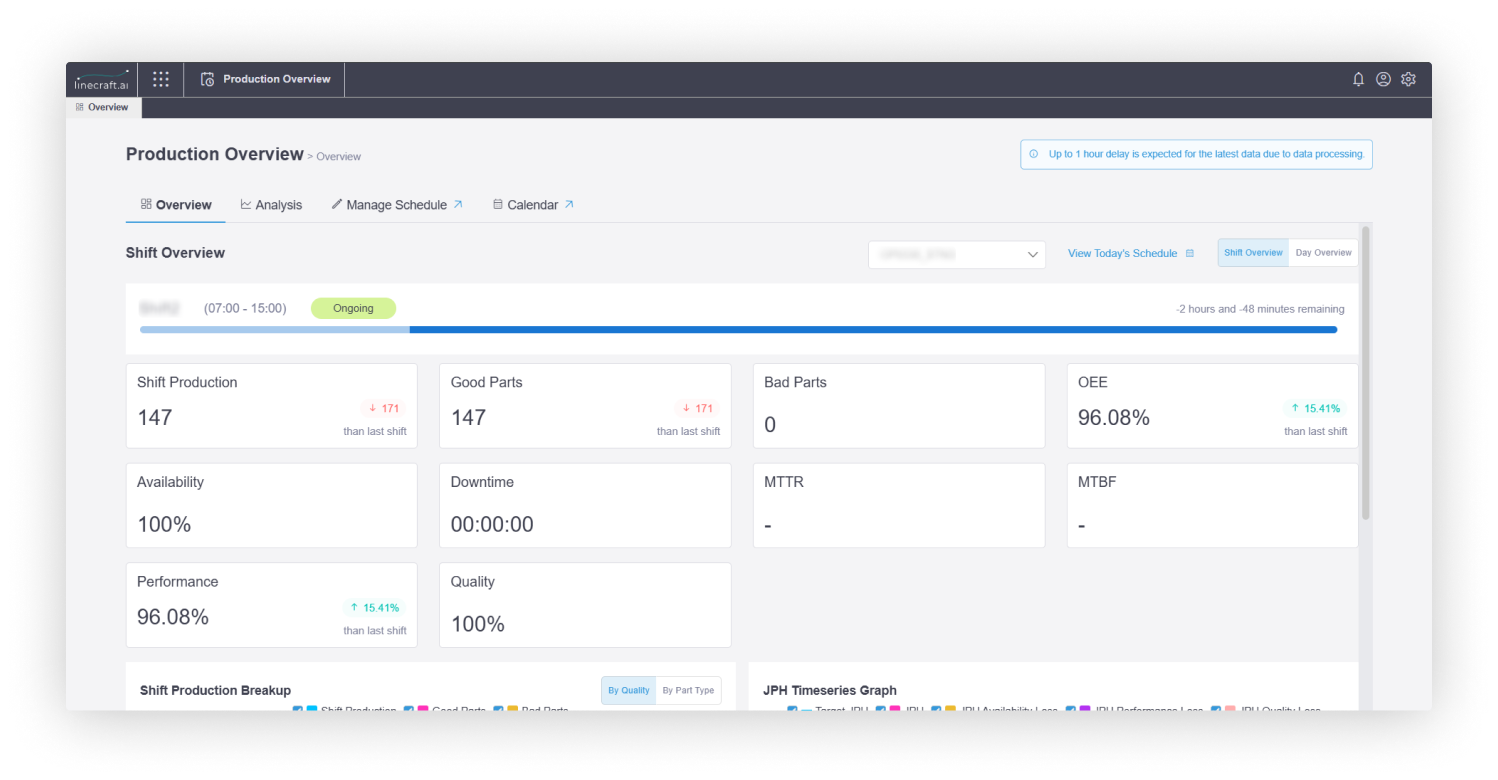 linecraft.ai
Production Overview
Overview
Production Overview > Overview
Up to 1 hour delay is expected for the latest data due to data processing.
Overview Analysis Manage Schedule Calendar
Shift Overview
View Today's Schedule
Shift Overview Day Overview
(07:00 - 15:00) Ongoing -2 hours and -48 minutes remaining
Shift Production
147
↓ 171
than last shift
Good Parts
147
↓ 171
than last shift
Bad Parts
0
OEE
96.08%
↑ 15.41%
than last shift
Availability
100%
Downtime
00:00:00
MTTR
-
MTBF
-
Performance
96.08%
↑ 15.41%
than last shift
Quality
100%
Shift Production Breakup
By Quality By Part Type
Shift Production Good Parts Bad Parts
JPH Timeseries Graph
Target JPH JPH JPH Availability Loss JPH Performance Loss JPH Quality Loss